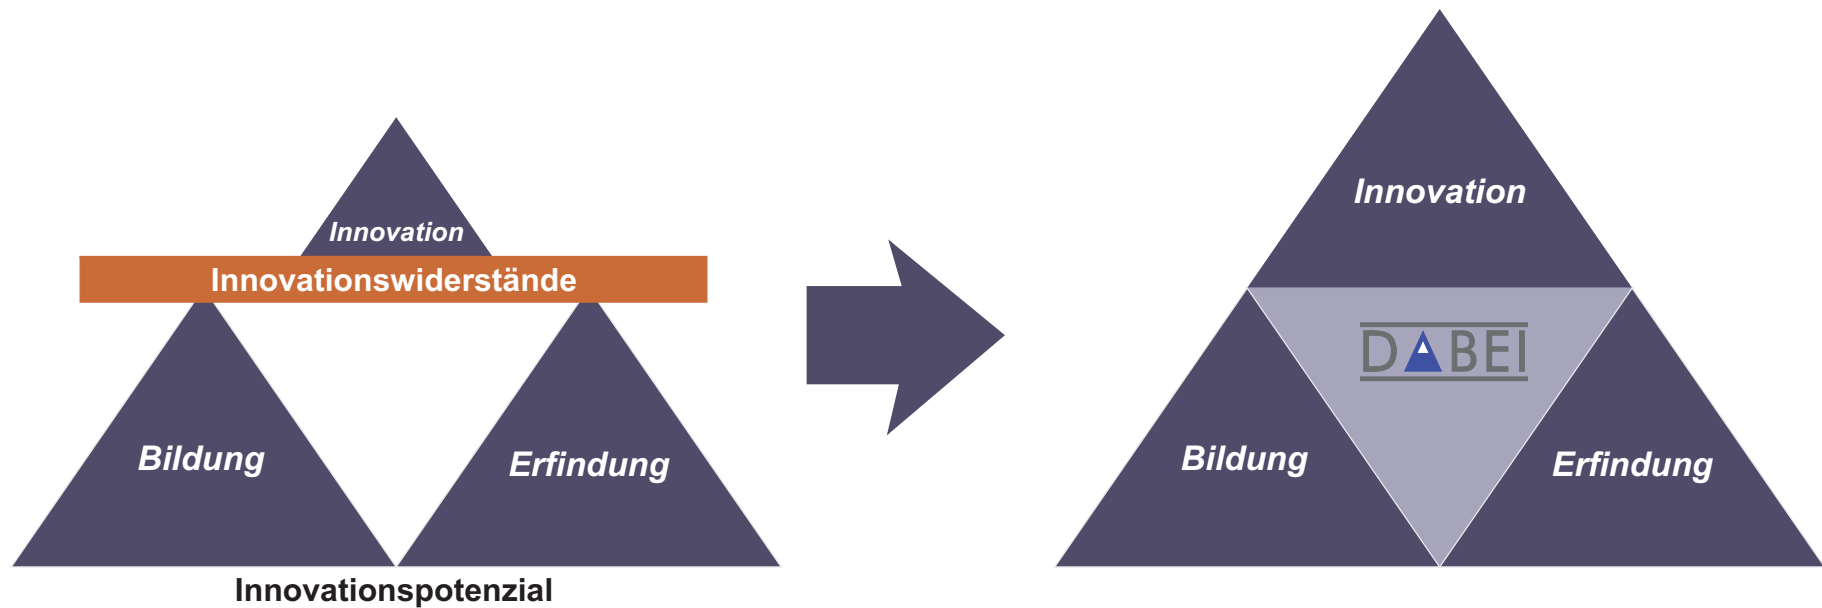 Innovation
Innovationswiderstände
Bildung
Erfindung
Innovationspotenzial
Innovation
DABEI
Bildung
Erfindung